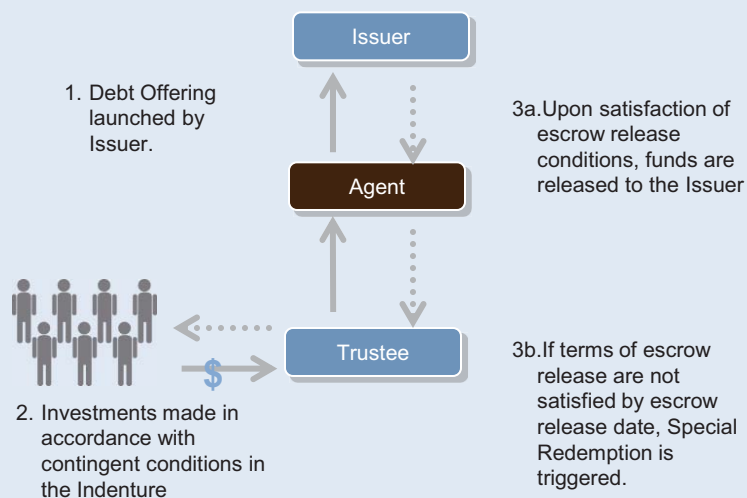 Issuer
1. Debt Offering
launched by
Issuer.
3a.Upon satisfaction of
escrow release
conditions, funds are
released to the Issuer
Agent
Trustee
$
2. Investments made in
accordance with
contingent conditions in
the Indenture
3b.If terms of escrow
release are not
satisfied by escrow
release date, Special
Redemption is
triggered.